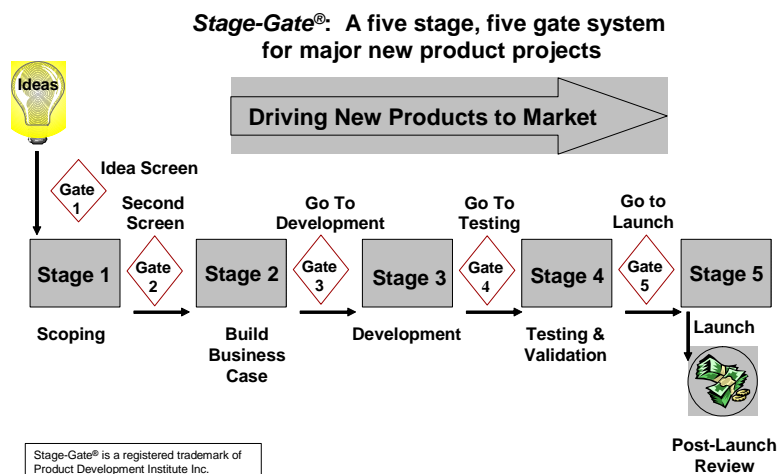 Stage-Gate®: A five stage, five gate system
for major new product projects
Ideas
Driving New Products to Market
Idea Screen
Gate
1
Second
Screen
Go To
Development
Go To
Testing
Go to
Launch
Stage 1
Gate
2
Stage 2
Gate
3
Stage 3
Gate
4
Stage 4
Gate
5
Stage 5
Scoping
Build
Business
Case
Development
Testing &
Validation
Launch
Post-Launch
Review
Stage-Gate® is a registered trademark of
Product Development Institute Inc.